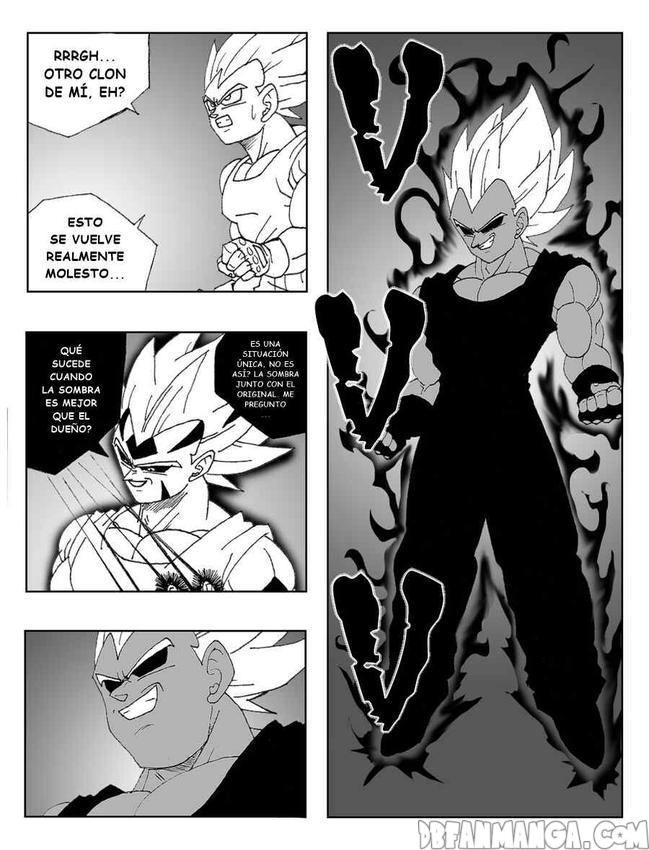 RRRGH...
OTRO CLON
DE MÍ, EH?
ESTO
SE VUELVE
REALMENTE
MOLESTO...
V
V
V
QUÉ
SUCEDE
CUANDO
LA SOMBRA
ES MEJOR
QUE EL
DUEÑO?
ES UNA
SITUACIÓN
ÚNICA, NO ES
ASÍ? LA SOMBRA
JUNTO CON EL
ORIGINAL. ME
PREGUNTO
...
DBFANMANGA.COM